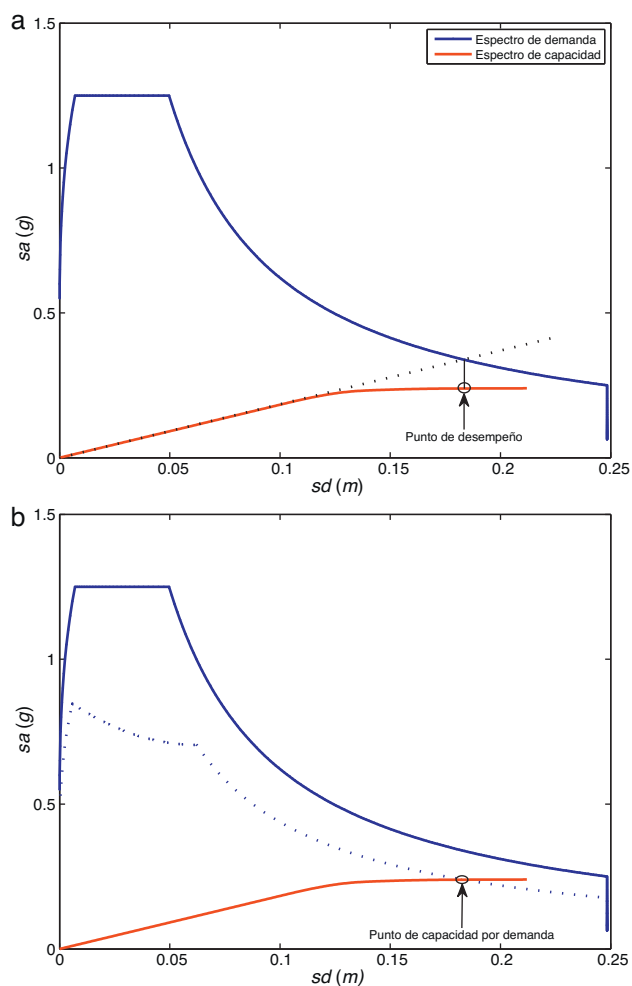 a
1.5
Espectro de demanda
Espectro de capacidad
1
sa (g)
0.5
Punto de desempeño
0
0 0.05 0.1 0.15 0.2 0.25
sd (m)
b
1.5
1
sa (g)
0.5
Punto de capacidad por demanda
0
0 0.05 0.1 0.15 0.2 0.25
sd (m)